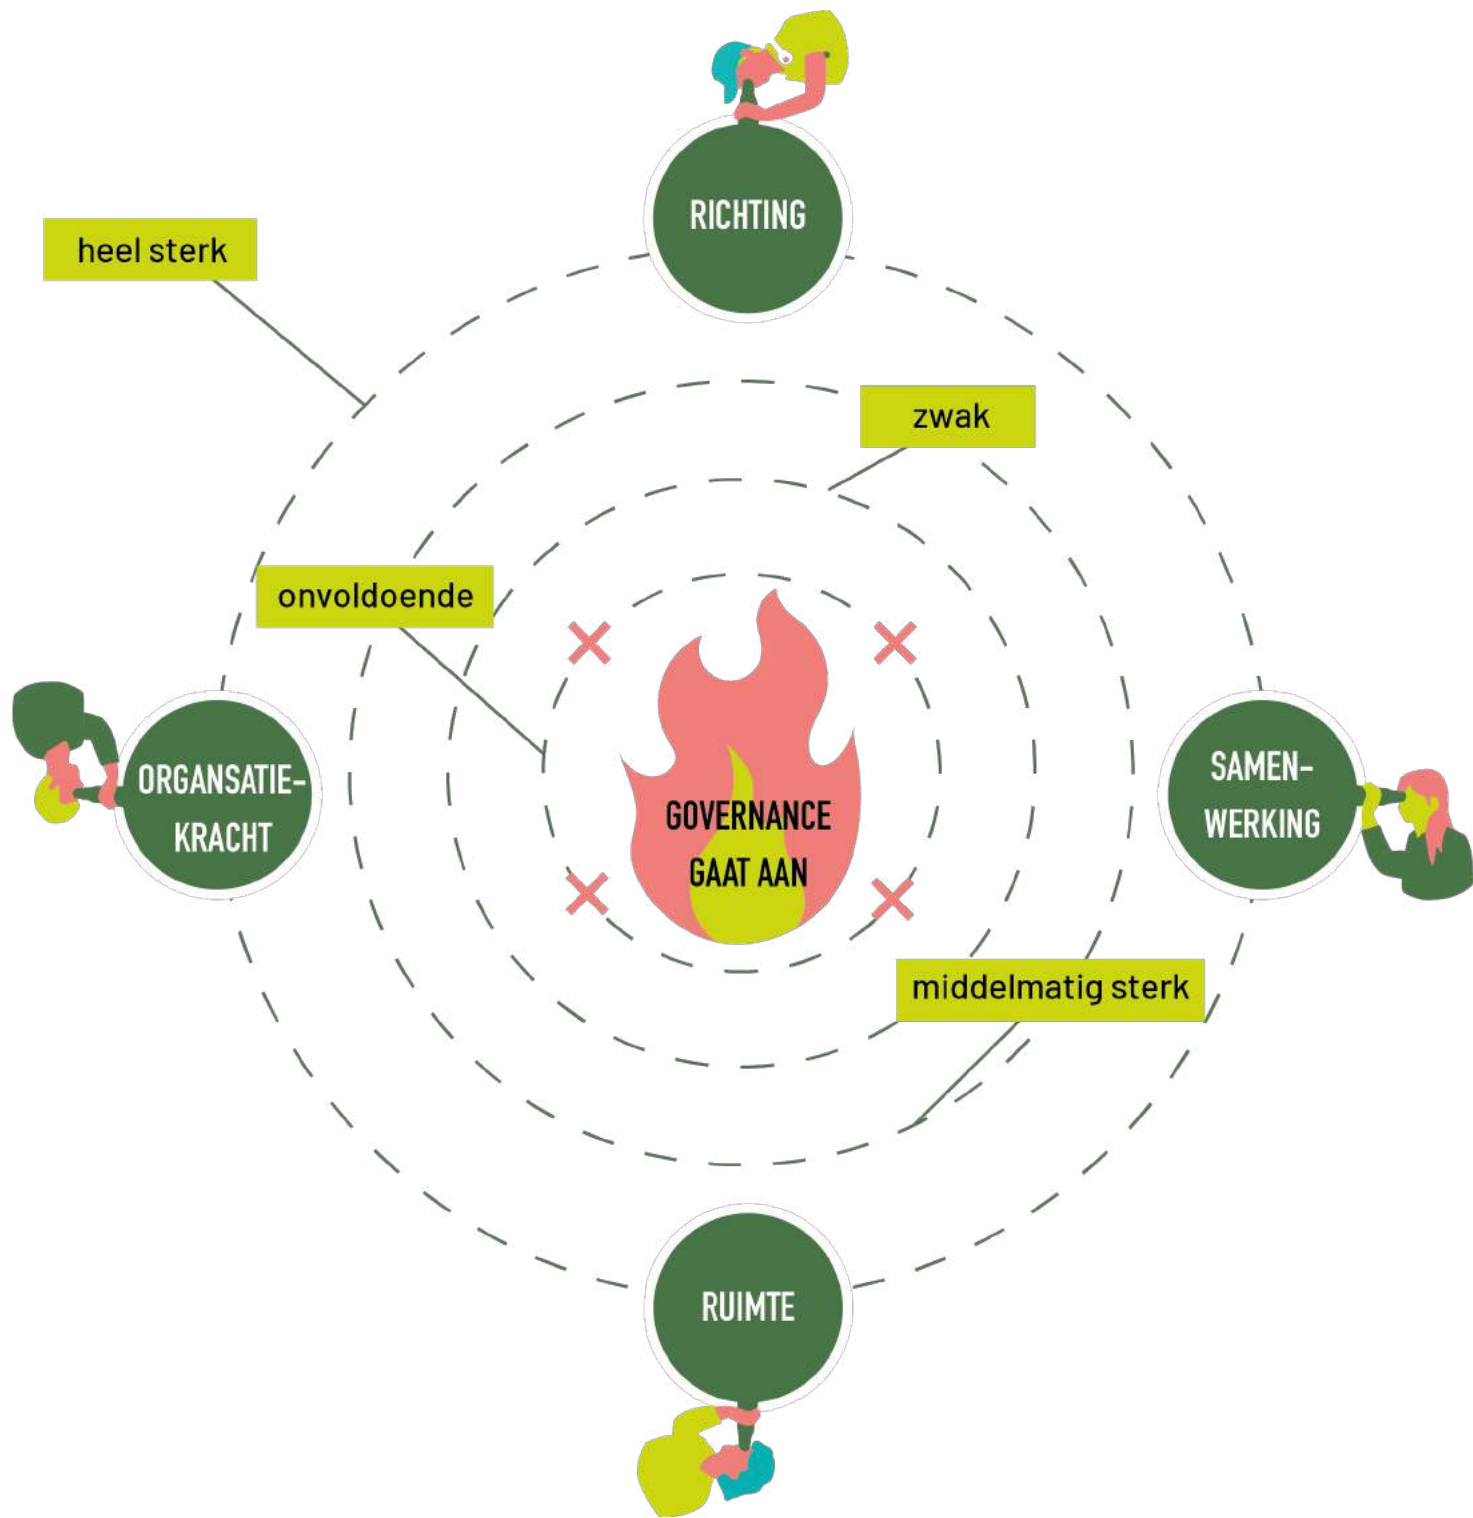 RICHTING
heel sterk
zwak
onvoldoende
ORGANSATIE-
KRACHT
GOVERNANCE
GAAT AAN
SAMEN-
WERKING
middelmatig sterk
RUIMTE